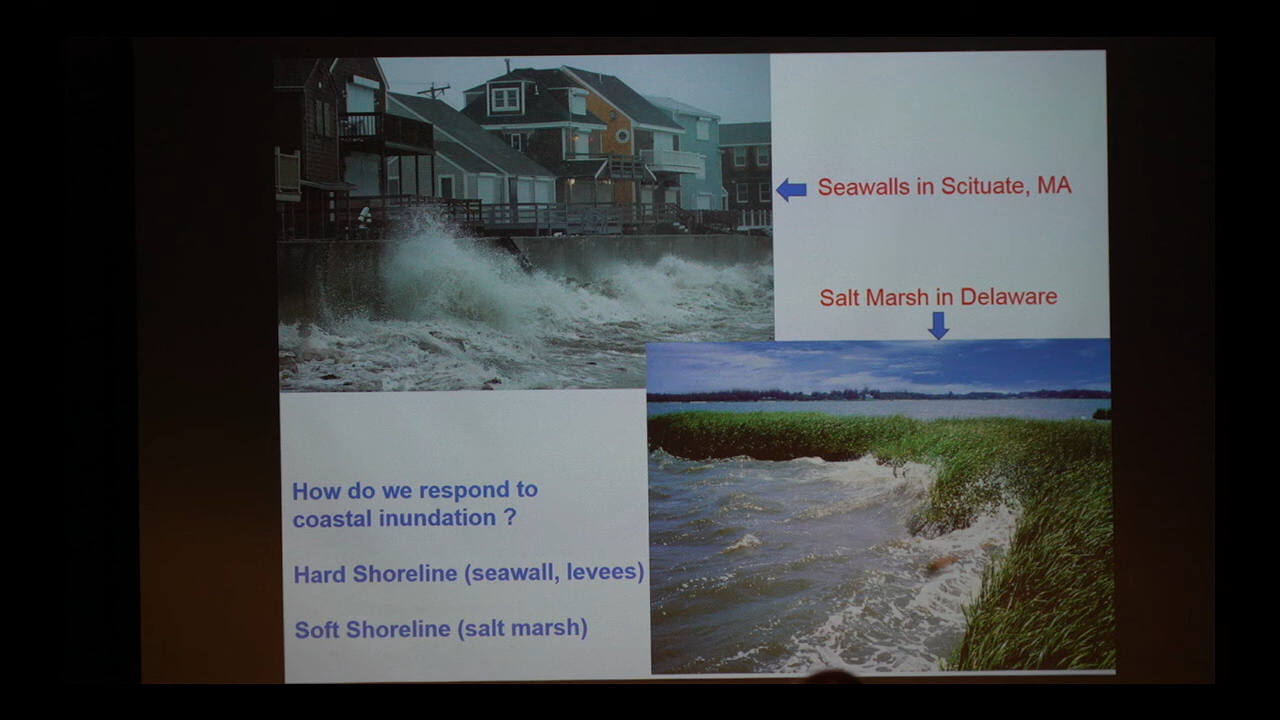 Seawalls in Scituate, MA
Salt Marsh in Delaware
How do we respond to
coastal inundation ?
Hard Shoreline (seawall, levees)
Soft Shoreline (salt marsh)